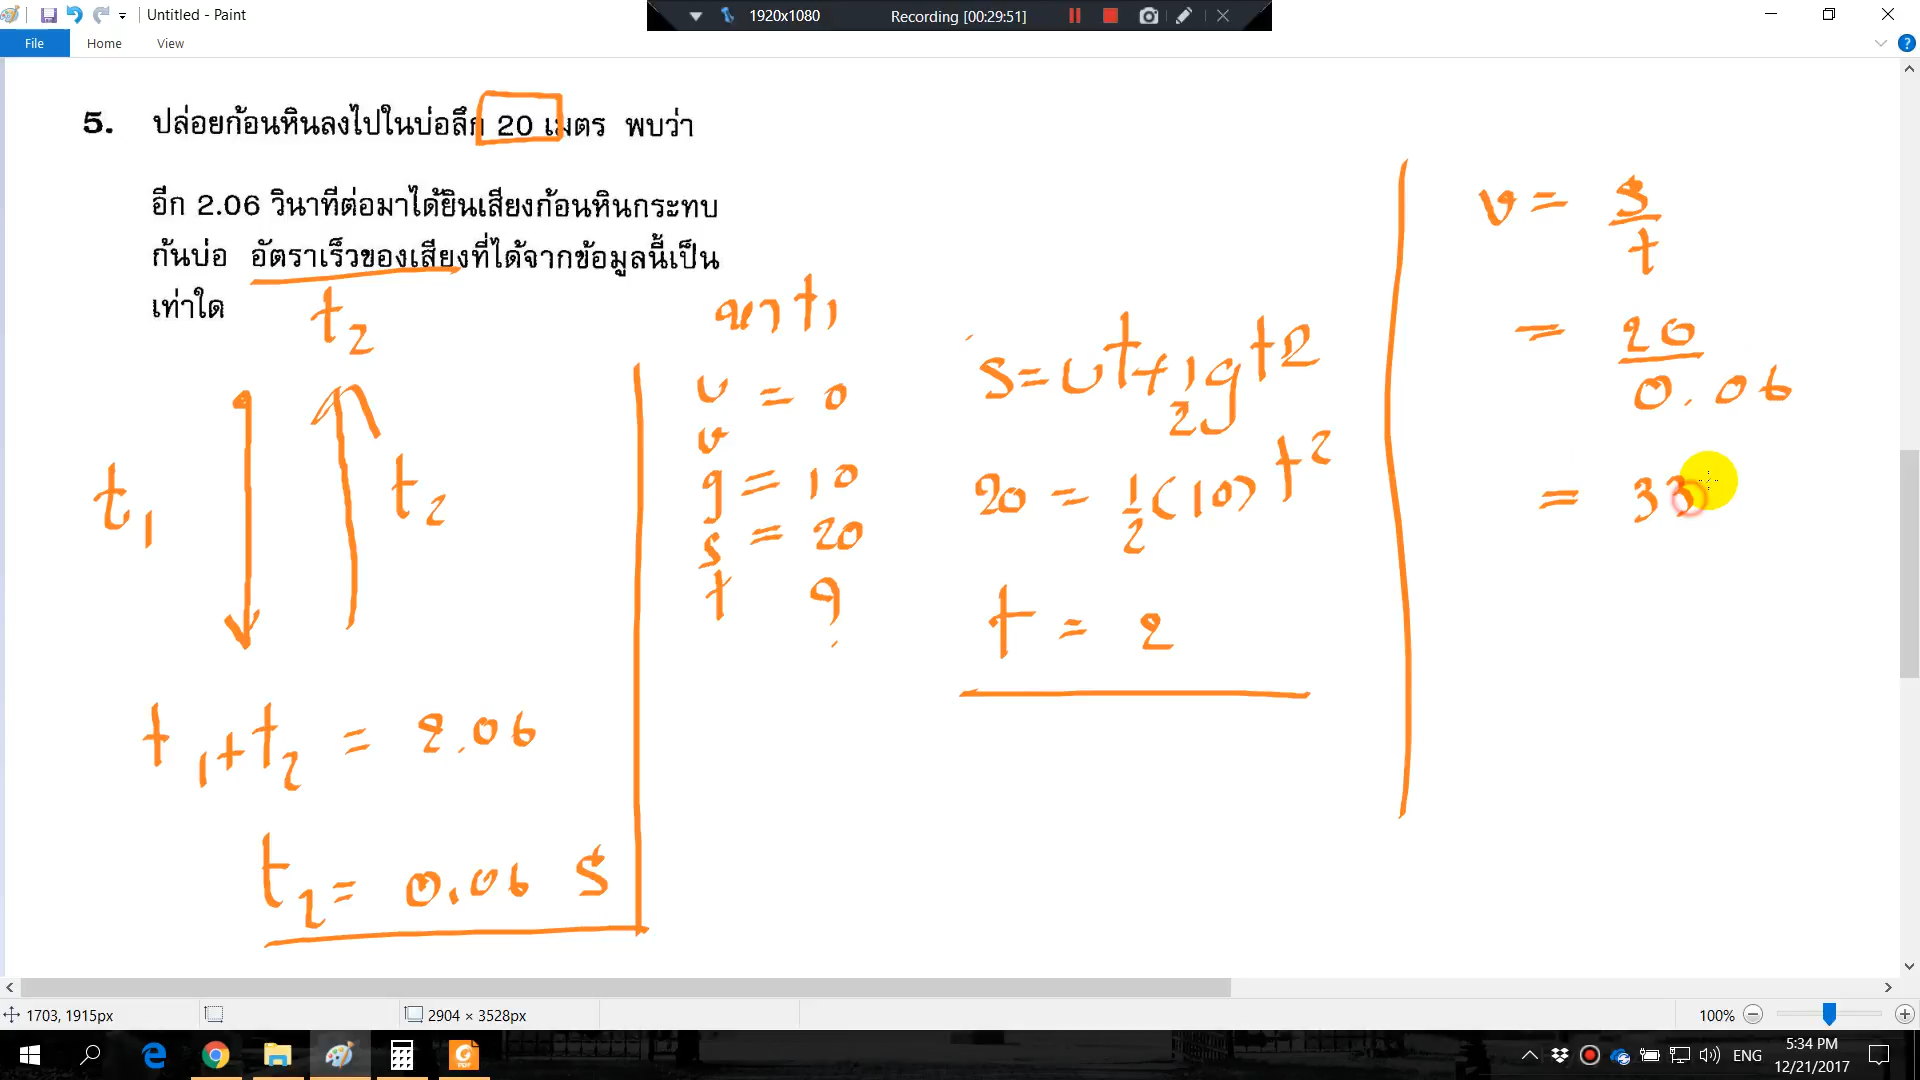 Untitled - Paint
1920x1080
Recording [00:29:51]
File Home View
5. ปล่อยก้อนหินลงไปในบ่อลึก 20 เมตร พบว่า
อีก 2.06 วินาทีต่อมาได้ยินเสียงก้อนหินกระทบ
ก้นบ่อ อัตราเร็วของเสียงที่ได้จากข้อมูลนี้เป็น
เท่าใด
t2
t1
t2
t1+t2 = 2.06
t2 = 0.06 s
หา t1
u = 0
v
g = 10
s = 20
t ?
s = ut + 1/2 gt2
20 = 1/2 (10) t2
t = 2
v = s/t
= 20/0.06
= 33
1703, 1915px
2904 × 3528px
100%
ENG
5:34 PM
12/21/2017